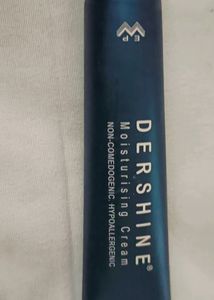 DERSHINE®
Moisturising Cream
NON-COMEDOGENIC. HYPOALLERGENIC